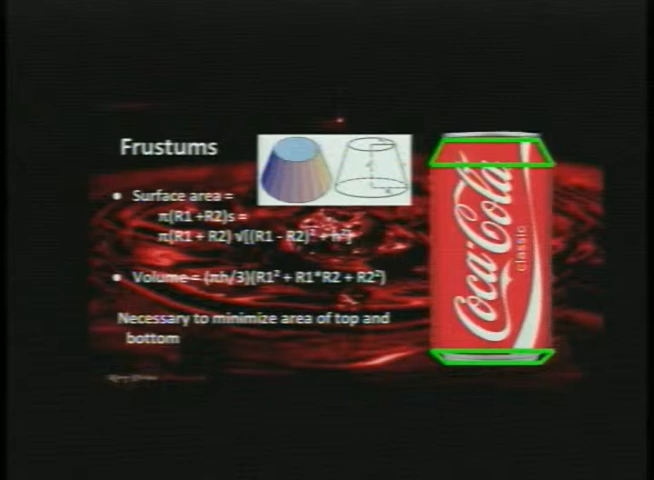 Frustums
• Surface area =
π(R1 +R2)s =
π(R1 + R2) √[(R1 - R2)² + h²]
• Volume = (πh/3)(R1² + R1*R2 + R2²)
Necessary to minimize area of top and
bottom
Coca-Cola
classic